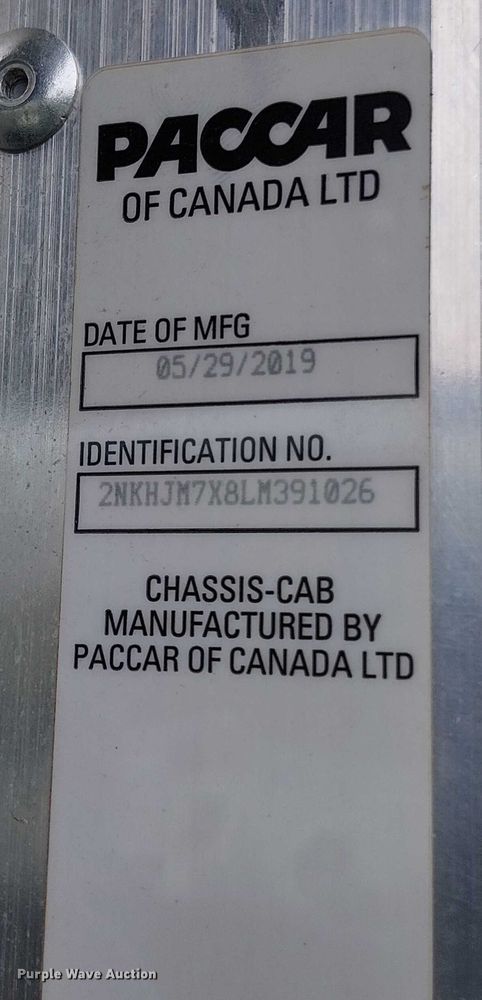 PACCAR
OF CANADA LTD
DATE OF MFG
05/29/2019
IDENTIFICATION NO.
2NKHJM7X8LM391026
CHASSIS-CAB
MANUFACTURED BY
PACCAR OF CANADA LTD
Purple Wave Auction